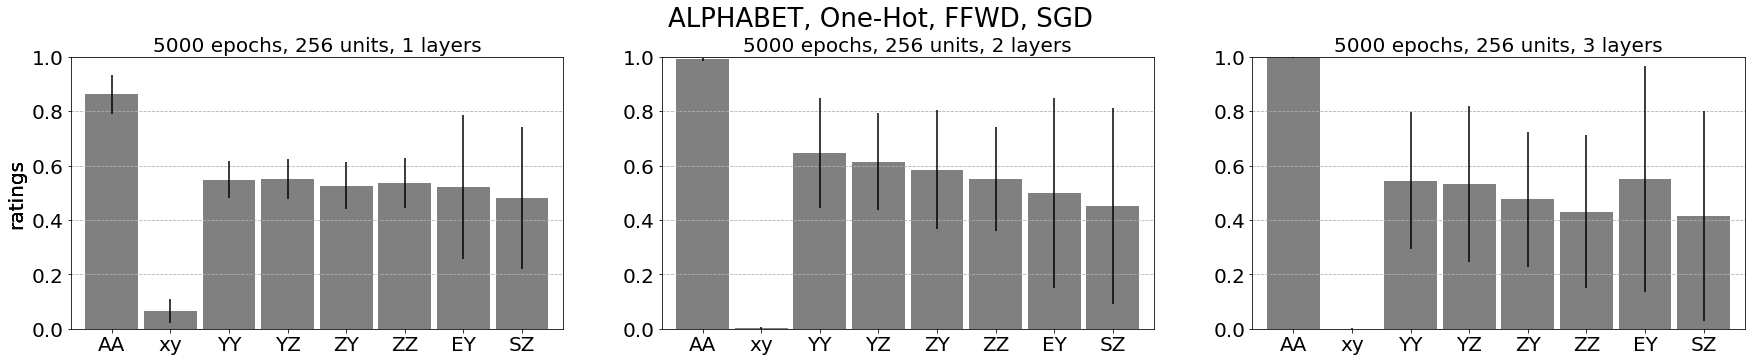 ALPHABET, One-Hot, FFWD, SGD
5000 epochs, 256 units, 1 layers
ratings
1.0
0.8
0.6
0.4
0.2
0.0
AA xy YY YZ ZY ZZ EY SZ
5000 epochs, 256 units, 2 layers
1.0
0.8
0.6
0.4
0.2
0.0
AA xy YY YZ ZY ZZ EY SZ
5000 epochs, 256 units, 3 layers
1.0
0.8
0.6
0.4
0.2
0.0
AA xy YY YZ ZY ZZ EY SZ